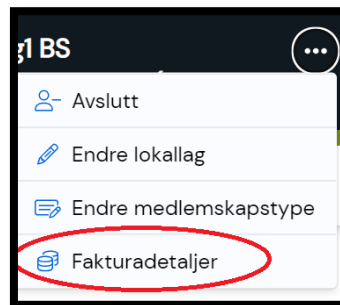 g1 BS
Avslutt
Endre lokallag
Endre medlemskapstype
Fakturadetaljer